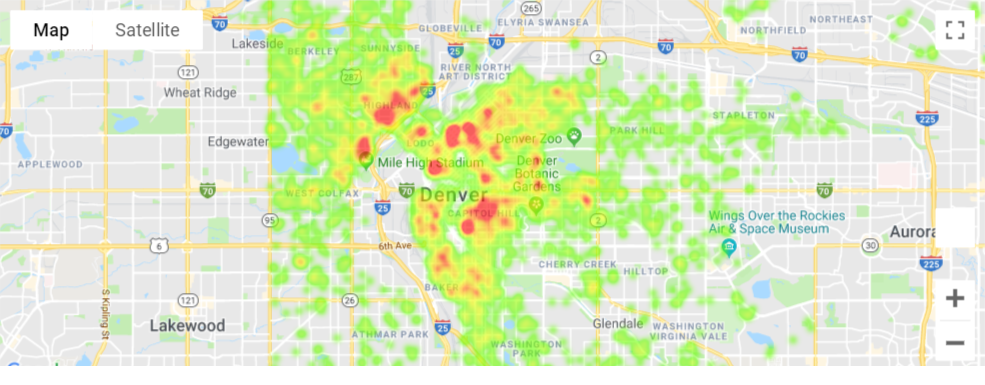 Map
Satellite
265
ELYRIA SWANSEA
NORTHEAST
70
GLOBEVILLE
NORTHFIELD
Lakeside
BERKELEY
SUNNYSIDE
25
70
70
70
2
121
287
RIVER NORTH
ART DISTRICT
Wheat Ridge
25
HIGHLAND
STAPLETON
225
70
Edgewater
LODO
Denver Zoo
PARK HILL
APPLEWOOD
Mile High Stadium
Denver
Botanic
Gardens
70
WEST COLFAX
70
Denver
70
25
CAPITOL HILL
95
2
Wings Over the Rockies
Air & Space Museum
Aurora
6
6th Ave
30
225
CHERRY CREEK
HILLTOP
S Kipling St
BAKER
121
26
+
Lakewood
25
ATHMAR PARK
Glendale
WASHINGTON
VIRGINIA VALE
WASHINGTON
PARK
−